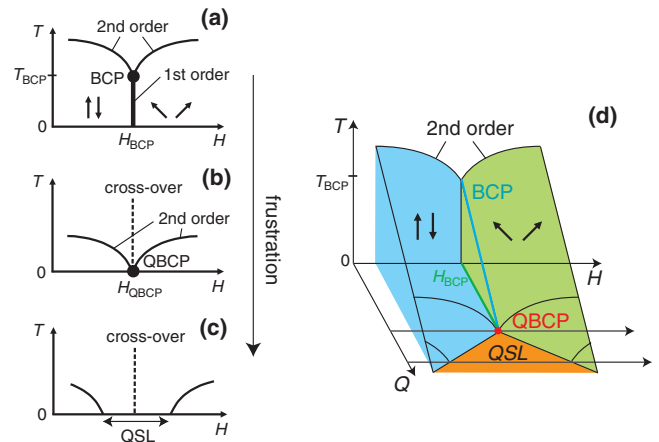 (a)
T
2nd order
T_BCP
BCP
1st order
0
H_BCP
H
(b)
T
cross-over
2nd order
QBCP
0
H_QBCP
H
(c)
T
cross-over
0
QSL
H
frustration
(d)
T
2nd order
T_BCP
BCP
0
H_BCP
H
QBCP
QSL
Q